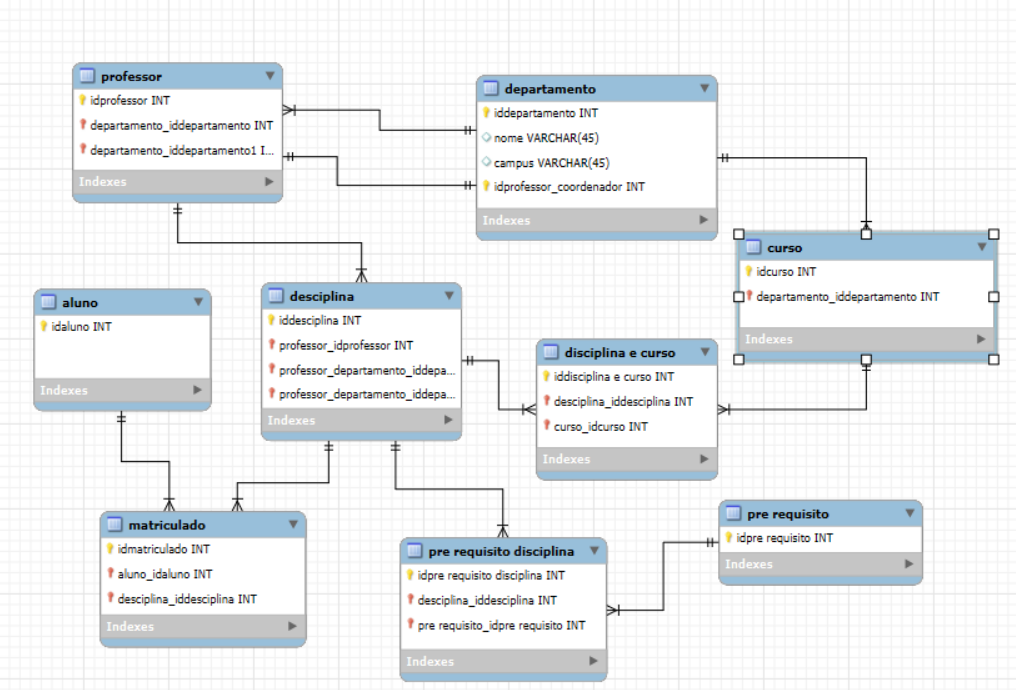 professor
idprofessor INT
departamento_iddepartamento INT
departamento_iddepartamento1 I...
Indexes
departamento
iddepartamento INT
nome VARCHAR(45)
campus VARCHAR(45)
idprofessor_coordenador INT
Indexes
curso
idcurso INT
departamento_iddepartamento INT
Indexes
aluno
idaluno INT
Indexes
desciplina
iddesciplina INT
professor_idprofessor INT
professor_departamento_iddepa...
professor_departamento_iddepa...
Indexes
disciplina e curso
iddisciplina e curso INT
desciplina_iddesciplina INT
curso_idcurso INT
Indexes
matriculado
idmatriculado INT
aluno_idaluno INT
desciplina_iddesciplina INT
Indexes
pre requisito disciplina
idpre requisito disciplina INT
desciplina_iddesciplina INT
pre requisito_idpre requisito INT
Indexes
pre requisito
idpre requisito INT
Indexes